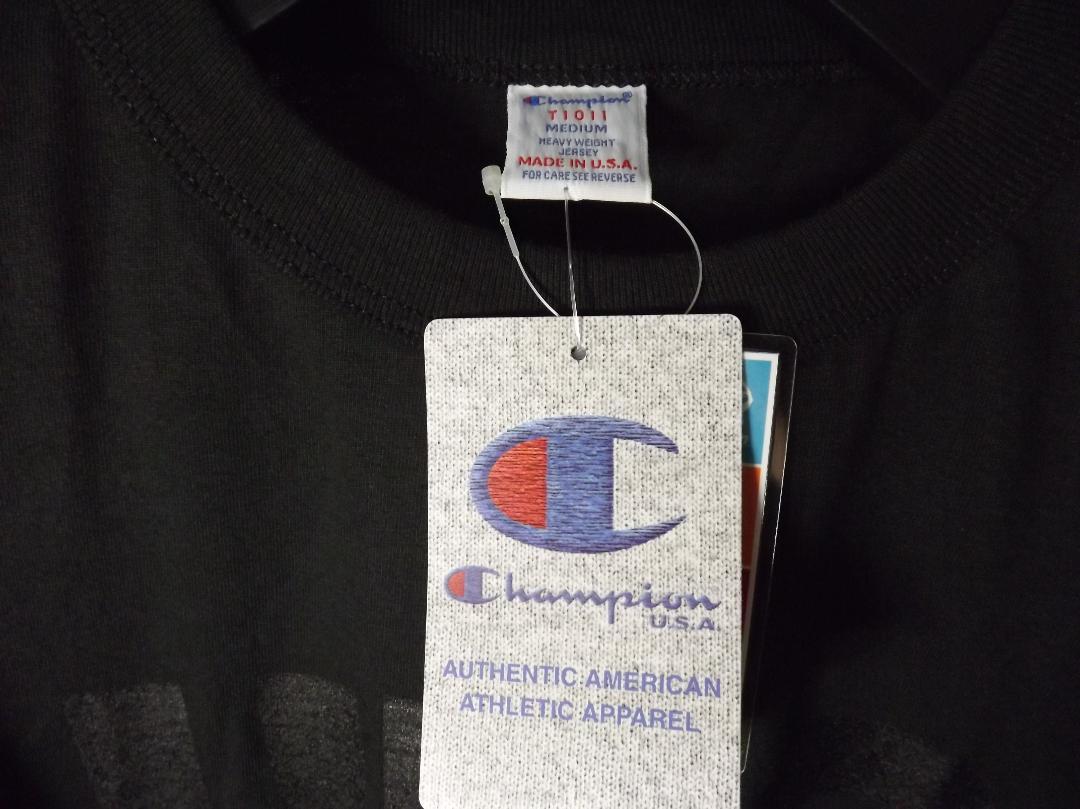 Champion®
T1011
MEDIUM
HEAVY WEIGHT
JERSEY
MADE IN U.S.A.
FOR CARE SEE REVERSE
Champion
U.S.A.
AUTHENTIC AMERICAN
ATHLETIC APPAREL